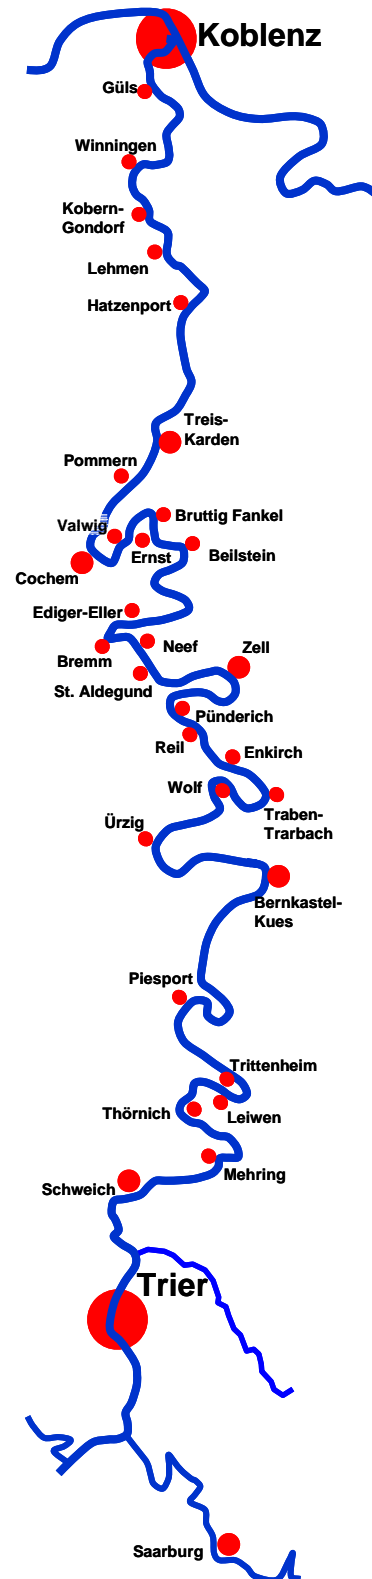 Koblenz
Güls
Winningen
Kobern-
Gondorf
Lehmen
Hatzenport
Treis-
Karden
Pommern
Bruttig Fankel
Valwig
Ernst
Beilstein
Cochem
Ediger-Eller
Neef
Zell
Bremm
St. Aldegund
Pünderich
Reil
Enkirch
Wolf
Traben-
Trarbach
Ürzig
Bernkastel-
Kues
Piesport
Trittenheim
Thörnich
Leiwen
Mehring
Schweich
Trier
Saarburg